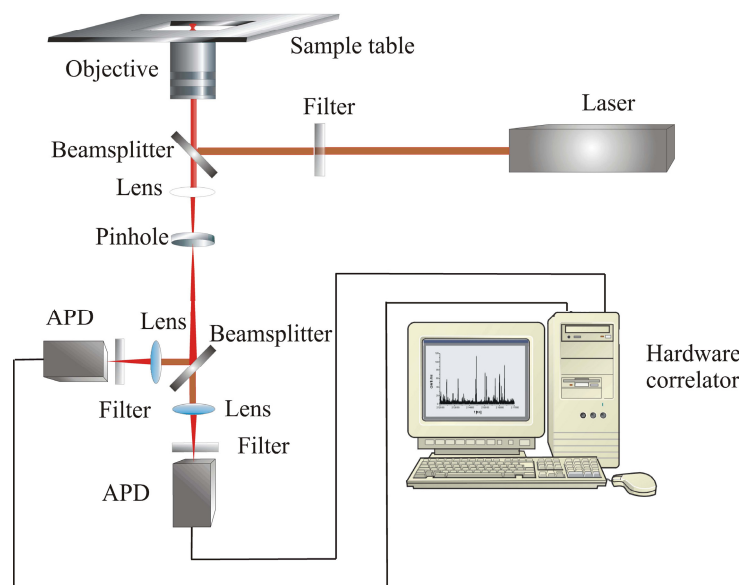 Sample table
Objective
Filter
Laser
Beamsplitter
Lens
Pinhole
APD
Lens
Beamsplitter
Hardware
correlator
Filter
Lens
Filter
APD